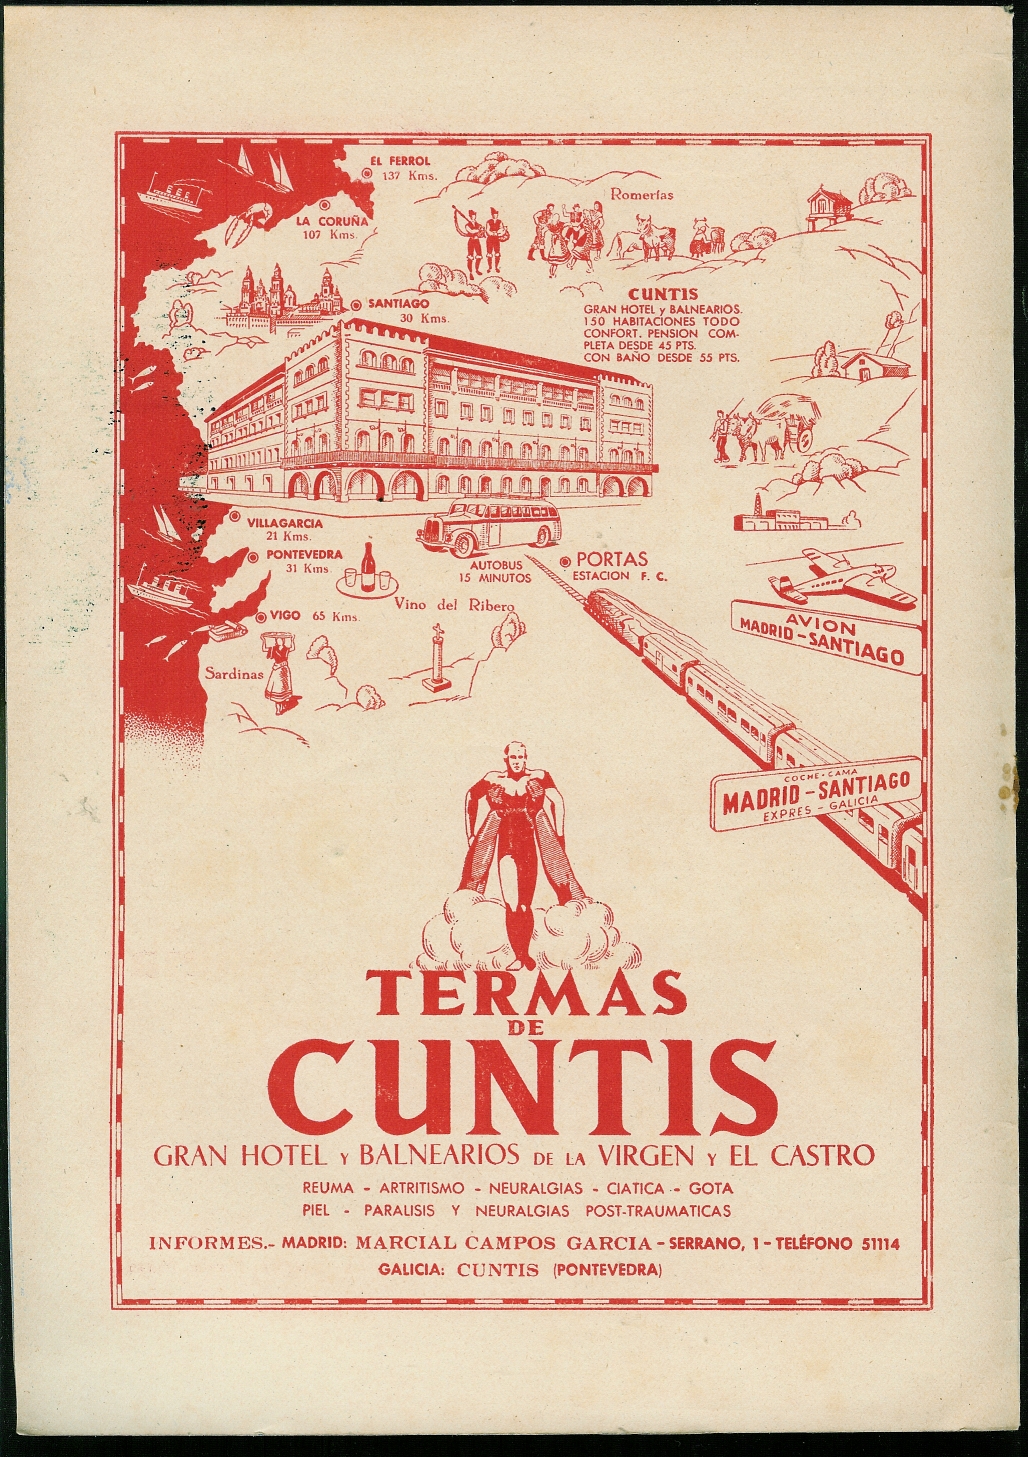 EL FERROL
137 Kms.
LA CORUÑA
107 Kms.
Romerías
SANTIAGO
30 Kms.
CUNTIS
GRAN HOTEL y BALNEARIOS.
150 HABITACIONES TODO
CONFORT. PENSION COM-
PLETA DESDE 45 PTS.
CON BAÑO DESDE 55 PTS.
VILLAGARCIA
21 Kms.
PONTEVEDRA
31 Kms.
VIGO 65 Kms.
Vino del Ribero
Sardinas
AUTOBUS
15 MINUTOS
PORTAS
ESTACION F. C.
AVION
MADRID-SANTIAGO
COCHE-CAMA
MADRID-SANTIAGO
EXPRES - GALICIA
TERMAS
DE
CUNTIS
GRAN HOTEL Y BALNEARIOS DE LA VIRGEN Y EL CASTRO
REUMA - ARTRITISMO - NEURALGIAS - CIATICA - GOTA
PIEL - PARALISIS Y NEURALGIAS POST-TRAUMATICAS
INFORMES.- MADRID: MARCIAL CAMPOS GARCIA - SERRANO, 1 - TELÉFONO 51114
GALICIA: CUNTIS (PONTEVEDRA)